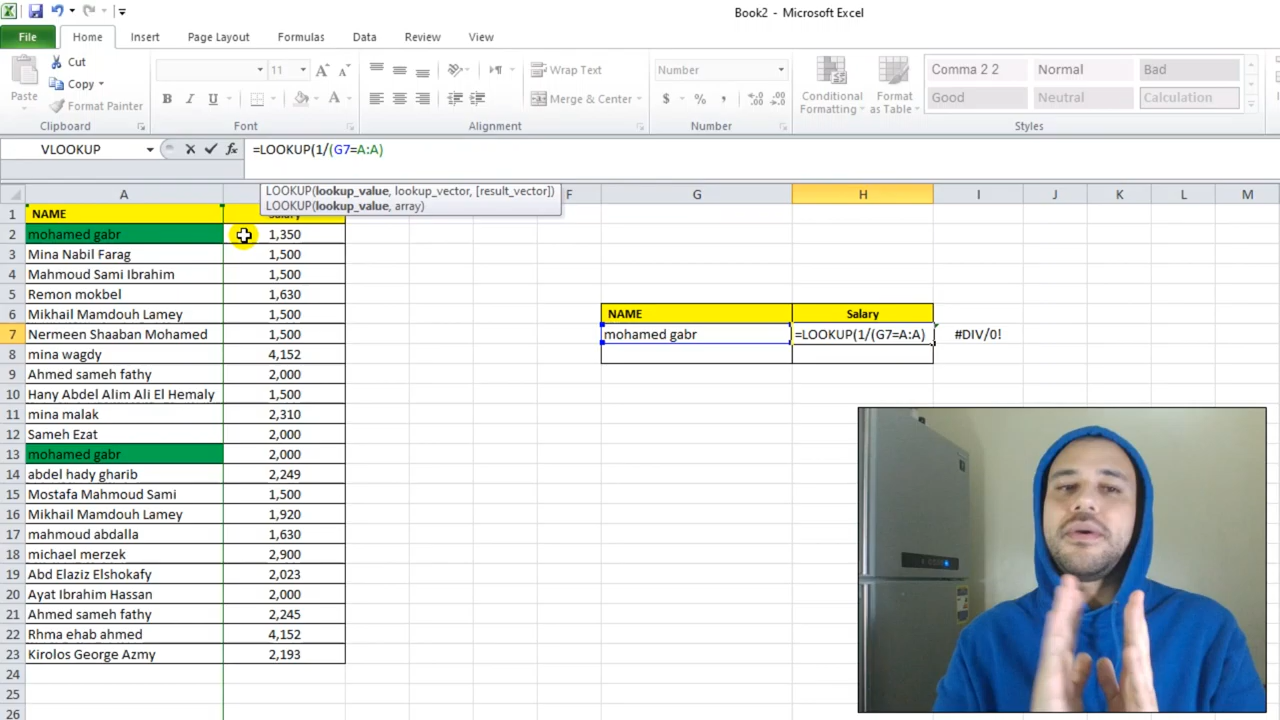 Book2 - Microsoft Excel
File Home Insert Page Layout Formulas Data Review View
Cut
Copy
Format Painter
Paste
11
Wrap Text
Merge & Center
Number
$ % ,
Conditional Formatting
Format as Table
Comma 2 2 Normal Bad
Good Neutral Calculation
Clipboard Font Alignment Number Styles
VLOOKUP fx =LOOKUP(1/(G7=A:A)
LOOKUP(lookup_value, lookup_vector, [result_vector])
LOOKUP(lookup_value, array)
A F G H I J K L M
1 NAME Salary
2 mohamed gabr 1,350
3 Mina Nabil Farag 1,500
4 Mahmoud Sami Ibrahim 1,500
5 Remon mokbel 1,630
6 Mikhail Mamdouh Lamey 1,500 NAME Salary
7 Nermeen Shaaban Mohamed 1,500 mohamed gabr =LOOKUP(1/(G7=A:A) #DIV/0!
8 mina wagdy 4,152
9 Ahmed sameh fathy 2,000
10 Hany Abdel Alim Ali El Hemaly 1,500
11 mina malak 2,310
12 Sameh Ezat 2,000
13 mohamed gabr 2,000
14 abdel hady gharib 2,249
15 Mostafa Mahmoud Sami 1,500
16 Mikhail Mamdouh Lamey 1,920
17 mahmoud abdalla 1,630
18 michael merzek 2,900
19 Abd Elaziz Elshokafy 2,023
20 Ayat Ibrahim Hassan 2,000
21 Ahmed sameh fathy 2,245
22 Rhma ehab ahmed 4,152
23 Kirolos George Azmy 2,193
24
25
26